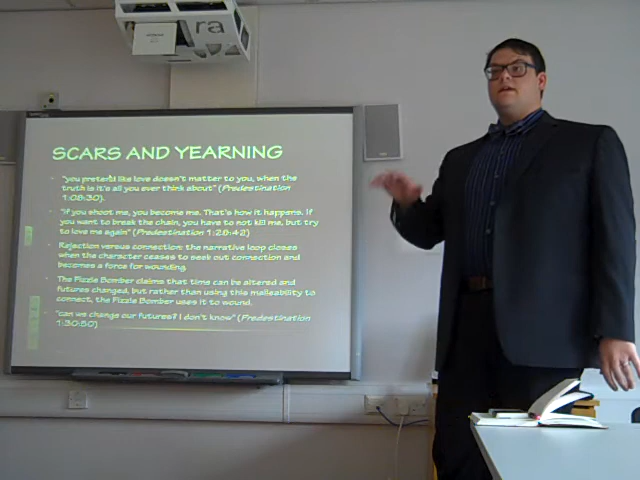 ra
SCARS AND YEARNING
"you pretend like love doesn't matter to you, when the
truth is it's all you ever think about" (Predestination
1:08:30).
"If you shoot me, you become me. That's how it happens. If
you want to break the chain, you have to not kill me, but try
to love me again" (Predestination 1:28:42)
Rejection versus connection: the narrative loop closes
when the character ceases to seek out connection and
becomes a force for wounding.
The Fizzle Bomber claims that time can be altered and
futures changed, but rather than using this malleability to
connect, the Fizzle Bomber uses it to wound.
"can we change our futures? I don't know" (Predestination
1:30:50)